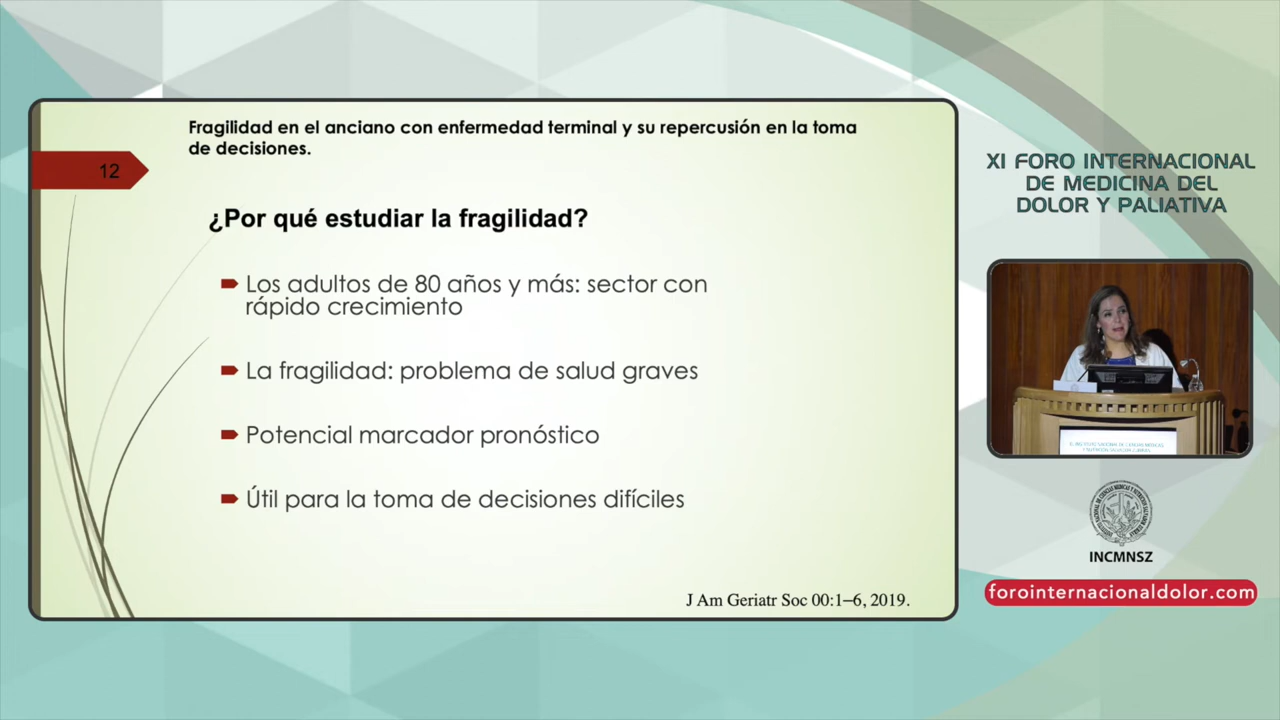 Fragilidad en el anciano con enfermedad terminal y su repercusión en la toma
de decisiones.
12
¿Por qué estudiar la fragilidad?
Los adultos de 80 años y más: sector con
rápido crecimiento
La fragilidad: problema de salud graves
Potencial marcador pronóstico
Útil para la toma de decisiones difíciles
J Am Geriatr Soc 00:1–6, 2019.
XI FORO INTERNACIONAL
DE MEDICINA DEL
DOLOR Y PALIATIVA
INCMNSZ
forointernacionaldolor.com